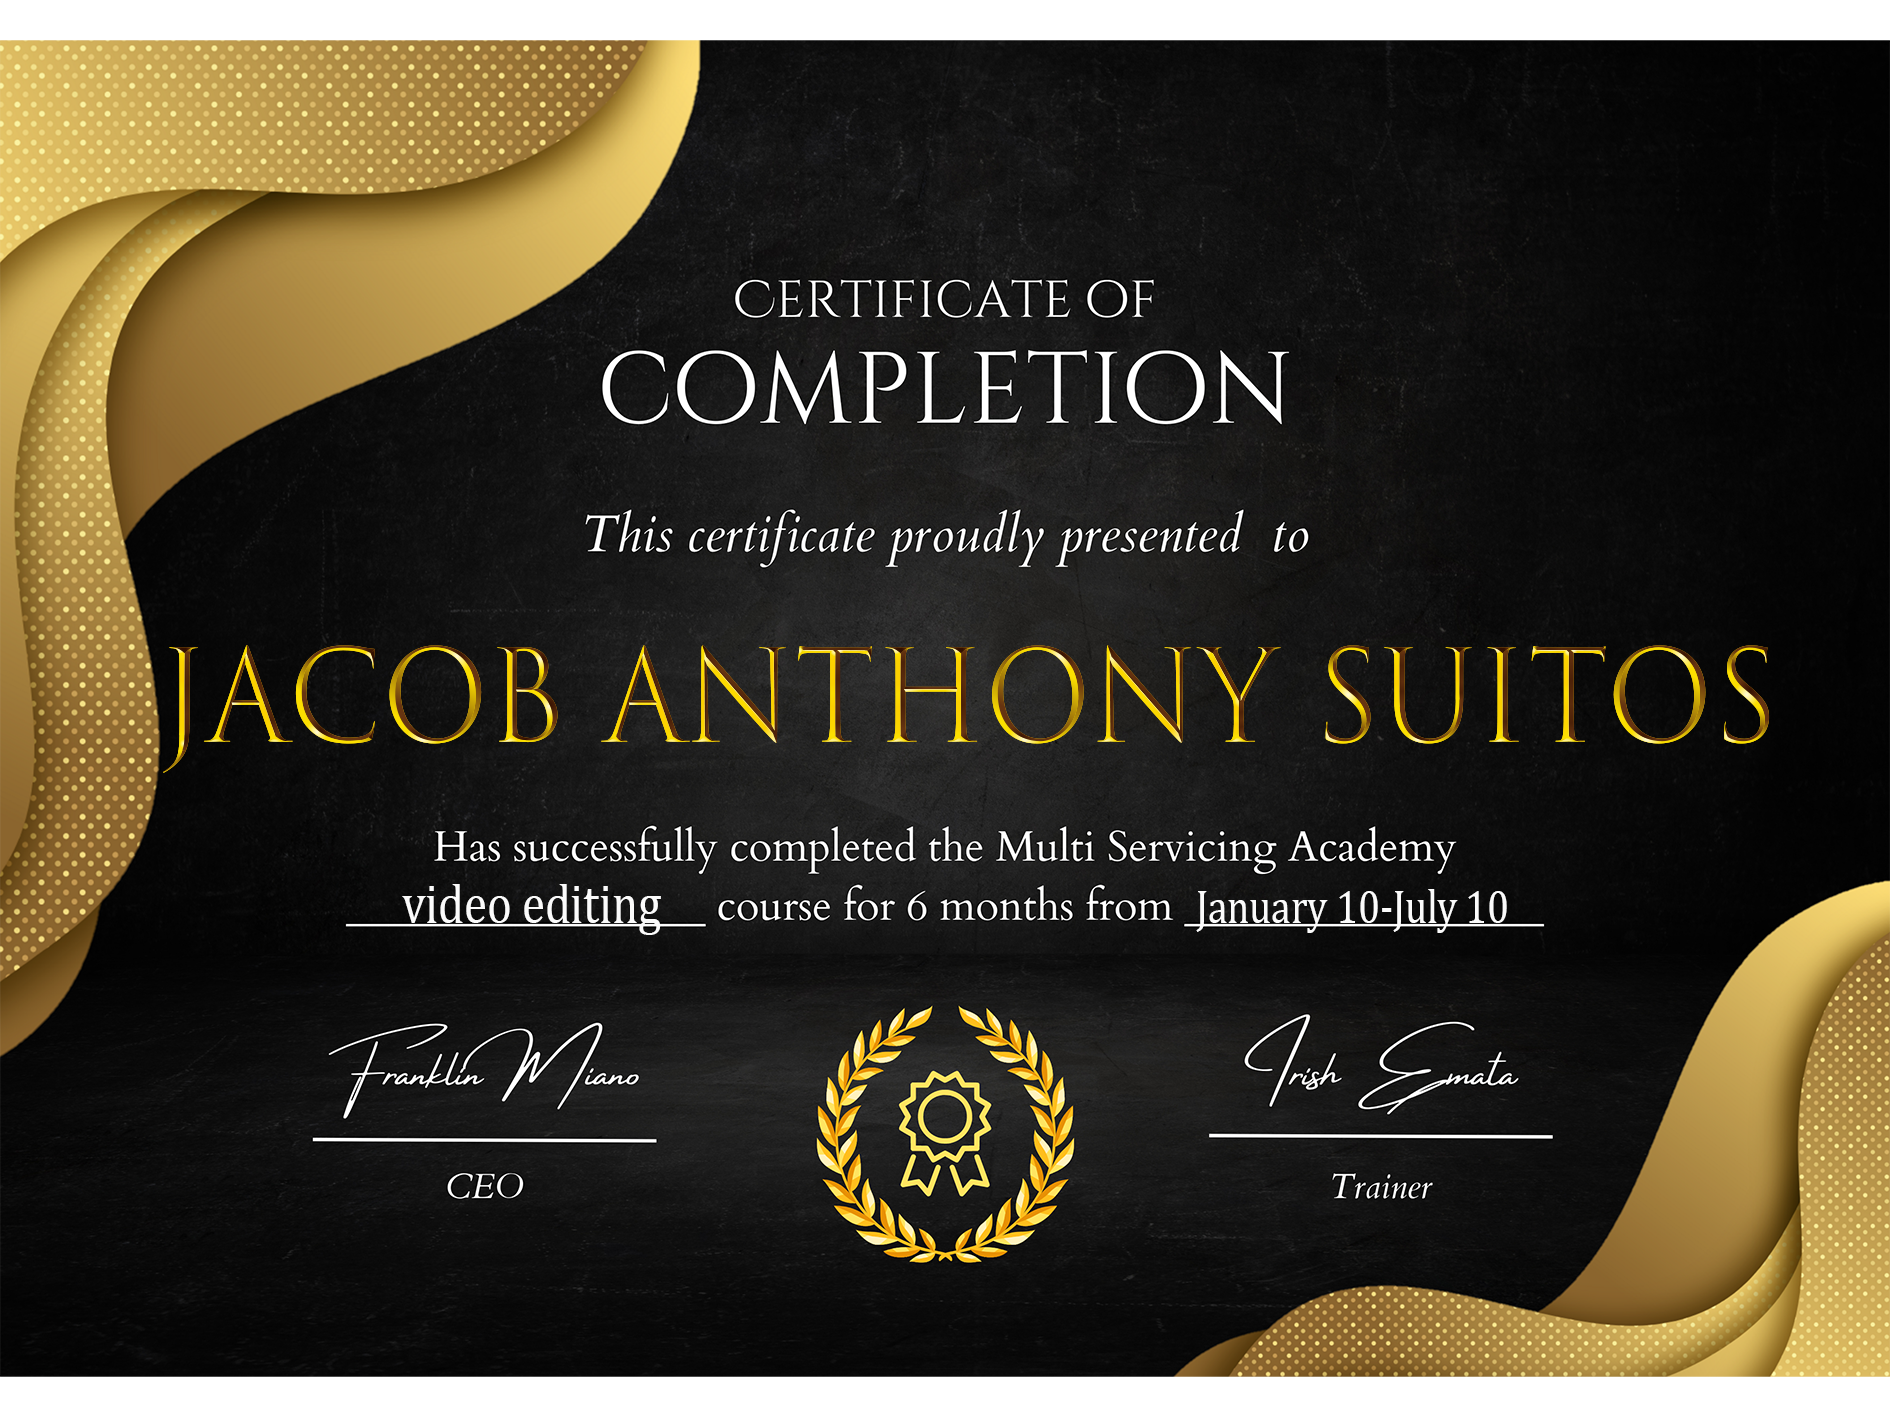 CERTIFICATE OF
COMPLETION
This certificate proudly presented to
JACOB ANTHONY SUITOS
Has successfully completed the Multi Servicing Academy
video editing course for 6 months from January 10-July 10
Franklin Miano
Irish Emata
CEO
Trainer